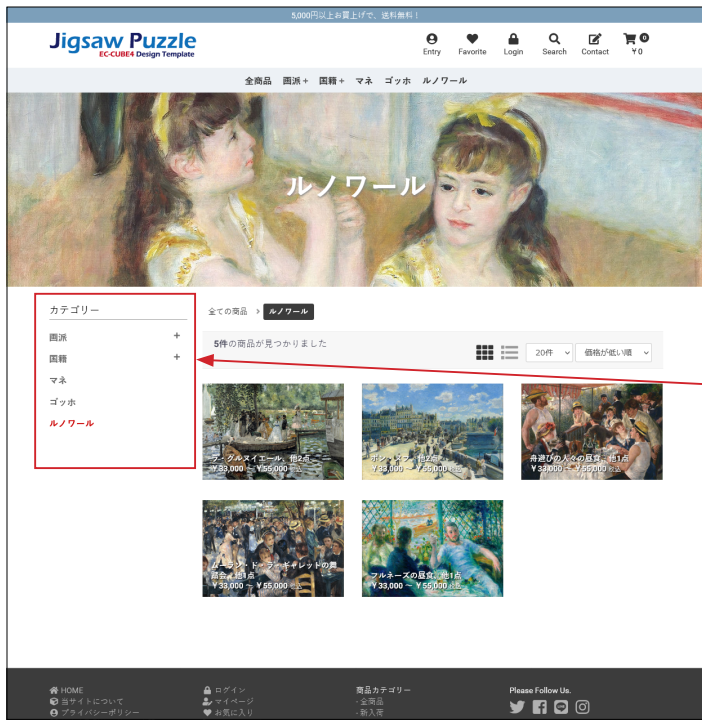 5,000円以上お買上げで、送料無料！
Jigsaw Puzzle
EC-CUBE4 Design Template
Entry
Favorite
Login
Search
Contact
0
￥0
全商品 画派+ 国籍+ マネ ゴッホ ルノワール
ルノワール
カテゴリー
画派 +
国籍 +
マネ
ゴッホ
ルノワール
全ての商品 > ルノワール
5件の商品が見つかりました
20件
価格が低い順
ラ・グルヌイエール、他2点
￥33,000 ～ ￥55,000 税込
ポン・ヌフ、他2点
￥33,000 ～ ￥55,000 税込
舟遊びの人々の昼食、他1点
￥33,000 ～ ￥55,000 税込
ムーラン・ド・ラ・ギャレットの舞
踏会、他1点
￥33,000 ～ ￥55,000 税込
フルネーズの昼食、他1点
￥33,000 ～ ￥55,000 税込
HOME
当サイトについて
プライバシーポリシー
ログイン
マイページ
お気に入り
商品カテゴリー
- 全商品
- 新入荷
Please Follow Us.